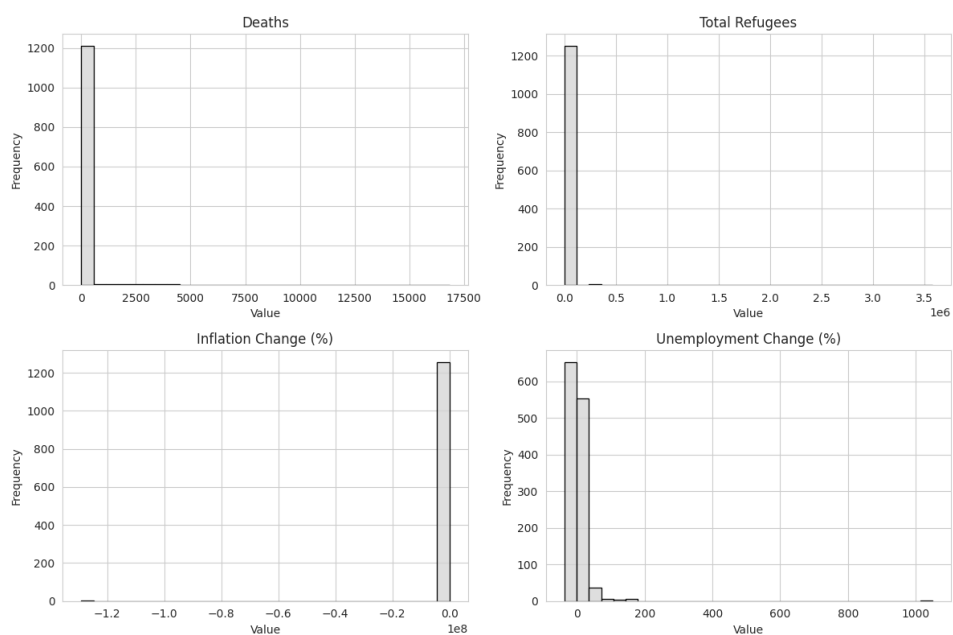 Deaths
1200
1000
800
600
400
200
0
Frequency
0 2500 5000 7500 10000 12500 15000 17500
Value
Total Refugees
1200
1000
800
600
400
200
0
Frequency
0.0 0.5 1.0 1.5 2.0 2.5 3.0 3.5
1e6
Value
Inflation Change (%)
1200
1000
800
600
400
200
0
Frequency
−1.2 −1.0 −0.8 −0.6 −0.4 −0.2 0.0
1e8
Value
Unemployment Change (%)
600
500
400
300
200
100
0
Frequency
0 200 400 600 800 1000
Value